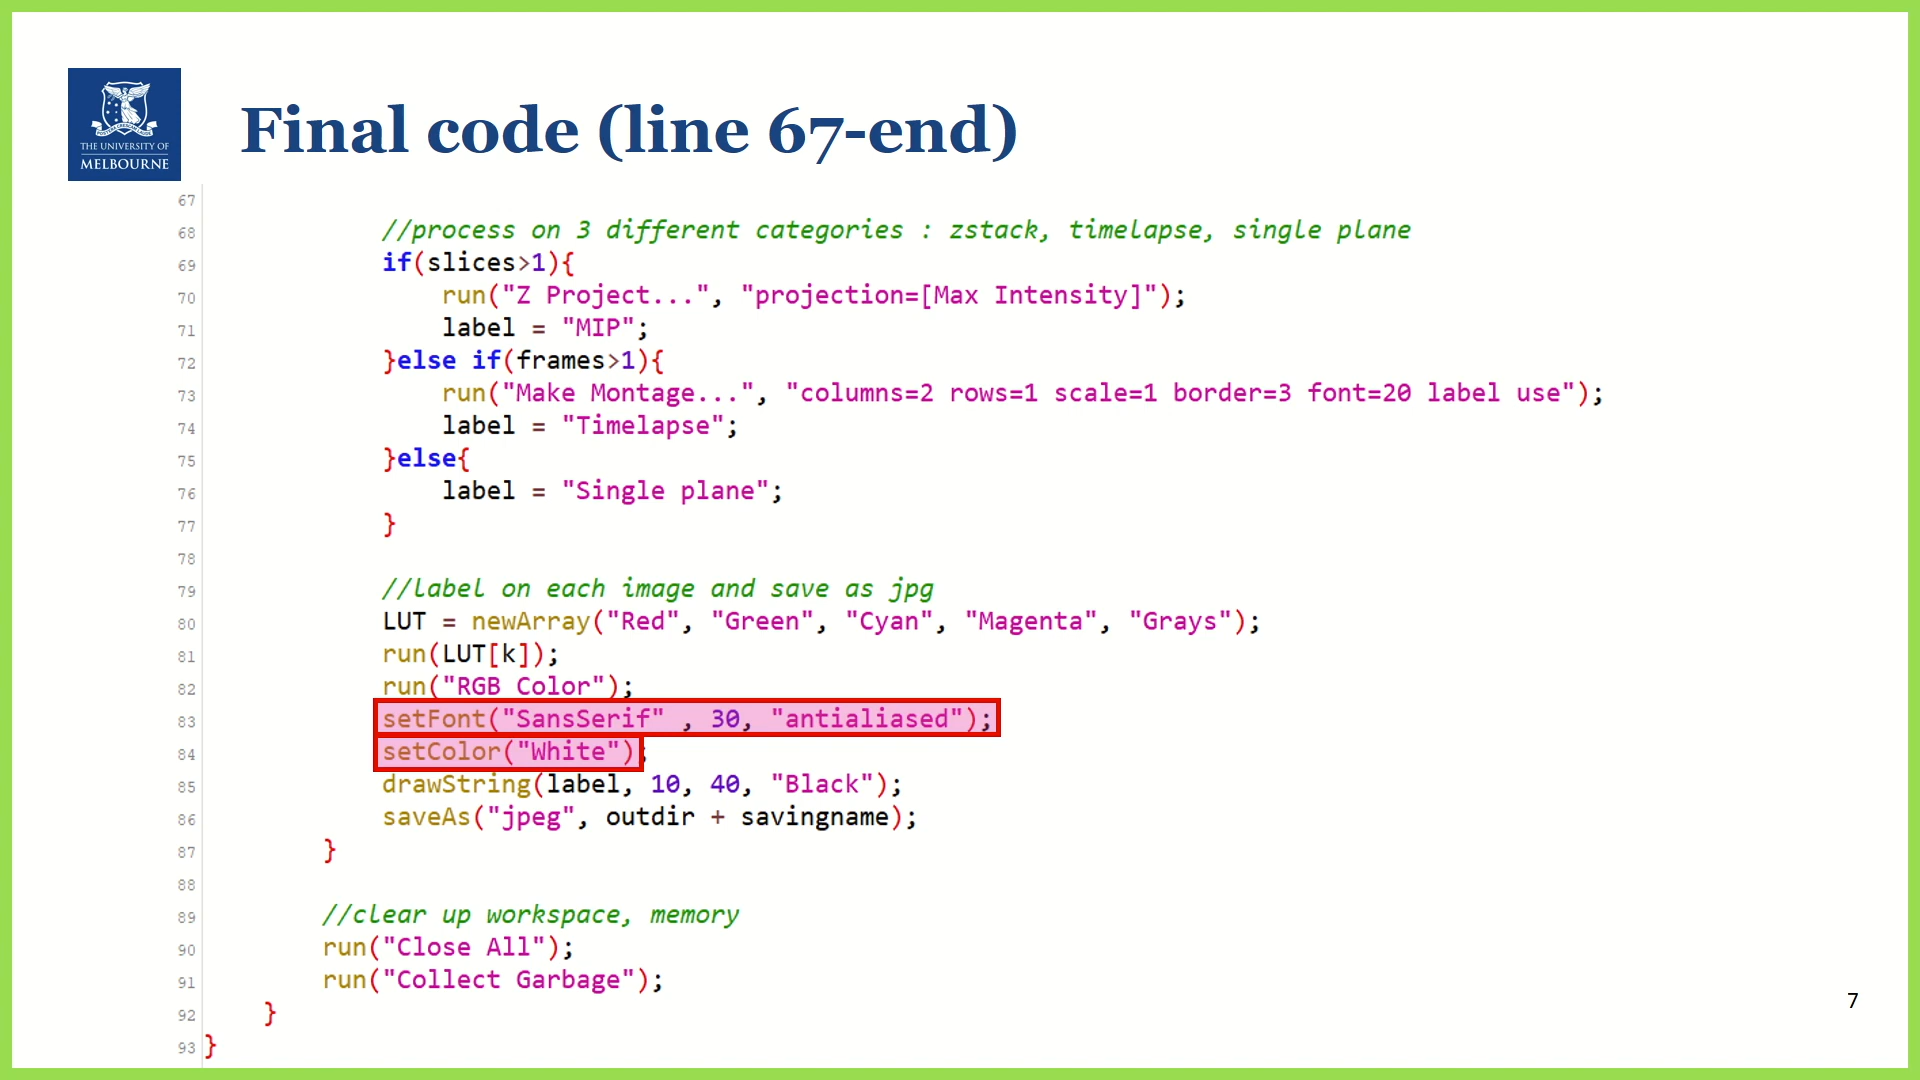 THE UNIVERSITY OF
MELBOURNE
Final code (line 67-end)
67
68 //process on 3 different categories : zstack, timelapse, single plane
69 if(slices>1){
70 run("Z Project...", "projection=[Max Intensity]");
71 label = "MIP";
72 }else if(frames>1){
73 run("Make Montage...", "columns=2 rows=1 scale=1 border=3 font=20 label use");
74 label = "Timelapse";
75 }else{
76 label = "Single plane";
77 }
78
79 //label on each image and save as jpg
80 LUT = newArray("Red", "Green", "Cyan", "Magenta", "Grays");
81 run(LUT[k]);
82 run("RGB Color");
83 setFont("SansSerif" , 30, "antialiased");
84 setColor("White");
85 drawString(label, 10, 40, "Black");
86 saveAs("jpeg", outdir + savingname);
87 }
88
89 //clear up workspace, memory
90 run("Close All");
91 run("Collect Garbage");
92 }
93 }
7